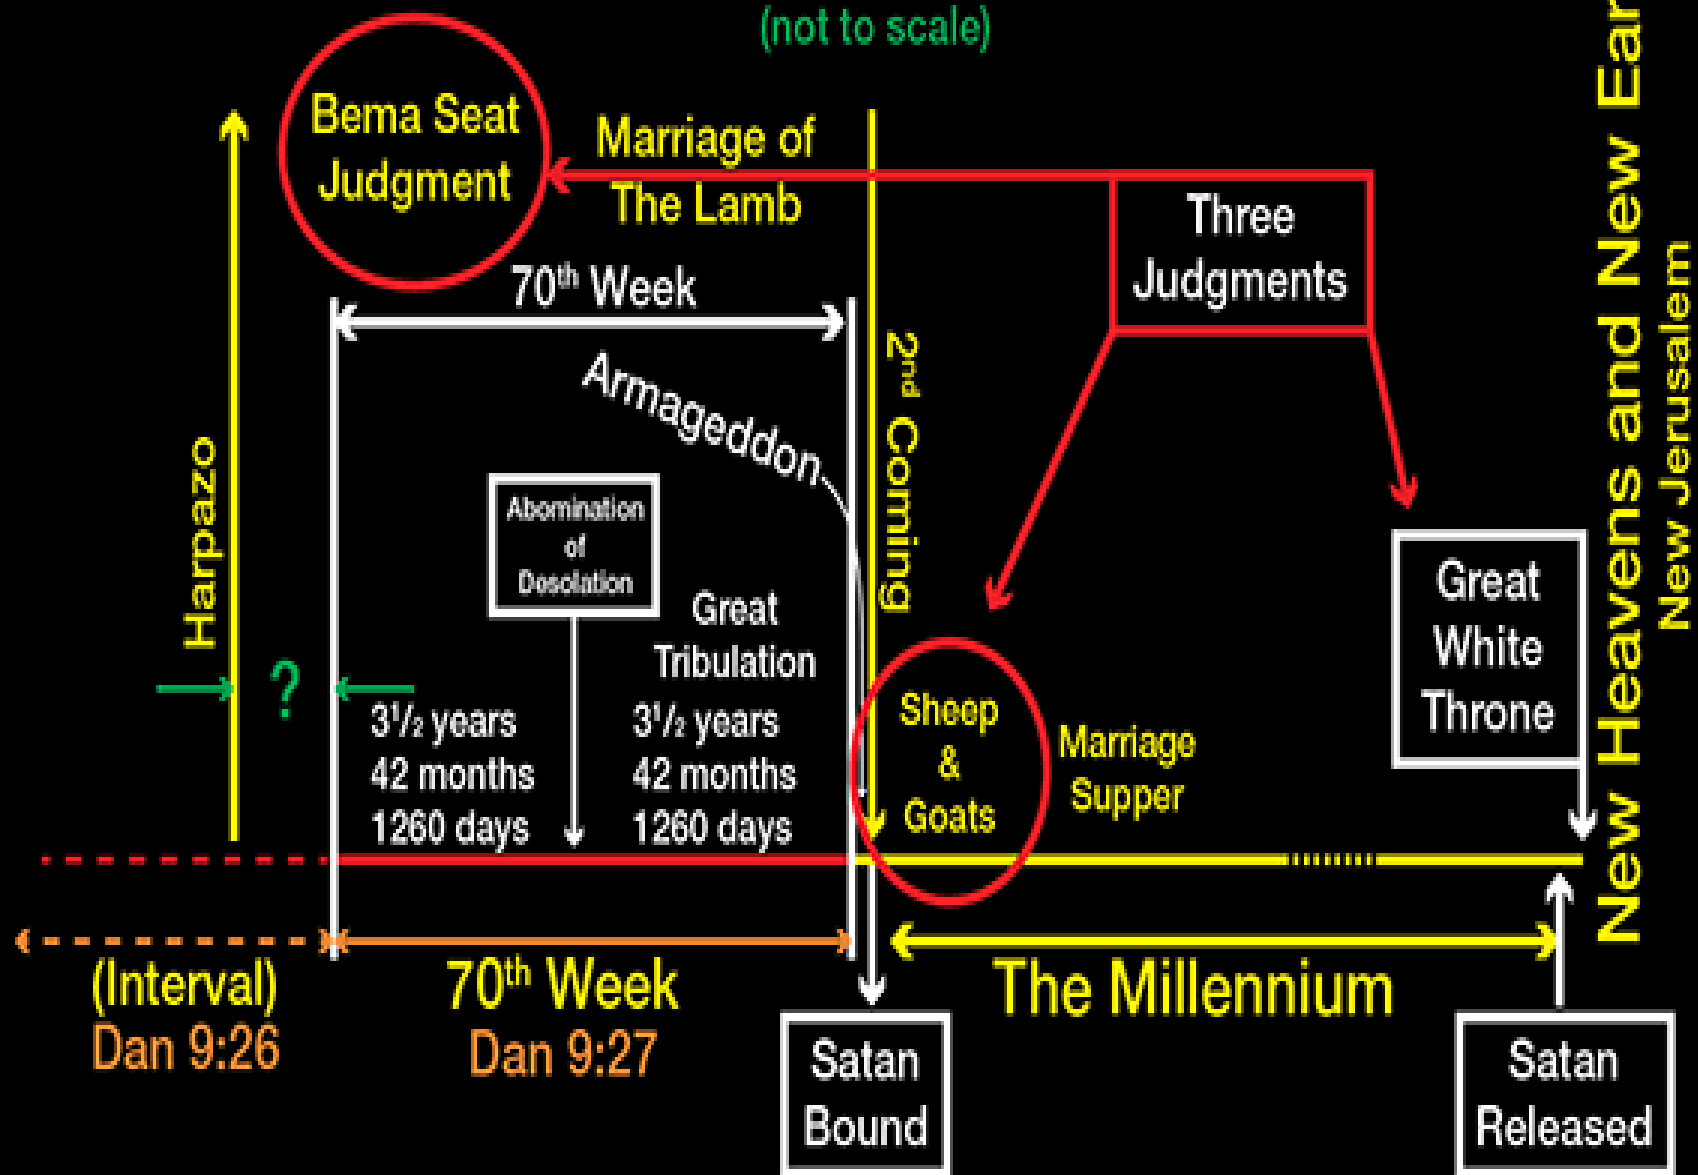 (not to scale)
Bema Seat
Judgment
Marriage of
The Lamb
Three
Judgments
70th Week
Armageddon
2nd Coming
Harpazo
Abomination
of
Desolation
Great
Tribulation
?
3½ years
42 months
1260 days
3½ years
42 months
1260 days
Sheep
&
Goats
Marriage
Supper
Great
White
Throne
New Heavens and New Ear
New Jerusalem
(Interval)
Dan 9:26
70th Week
Dan 9:27
The Millennium
Satan
Bound
Satan
Released